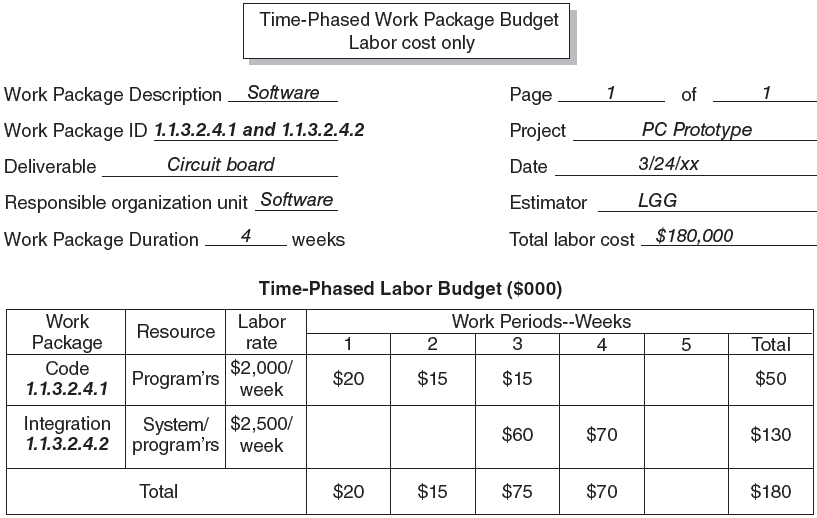 Time-Phased Work Package Budget
Labor cost only
Work Package Description Software
Page 1 of 1
Work Package ID 1.1.3.2.4.1 and 1.1.3.2.4.2
Project PC Prototype
Deliverable Circuit board
Date 3/24/xx
Responsible organization unit Software
Estimator LGG
Work Package Duration 4 weeks
Total labor cost $180,000
Time-Phased Labor Budget ($000)
Work Package Resource Labor rate Work Periods--Weeks
1 2 3 4 5 Total
Code 1.1.3.2.4.1 Program'rs $2,000/ week $20 $15 $15 $50
Integration 1.1.3.2.4.2 System/ program'rs $2,500/ week $60 $70 $130
Total $20 $15 $75 $70 $180